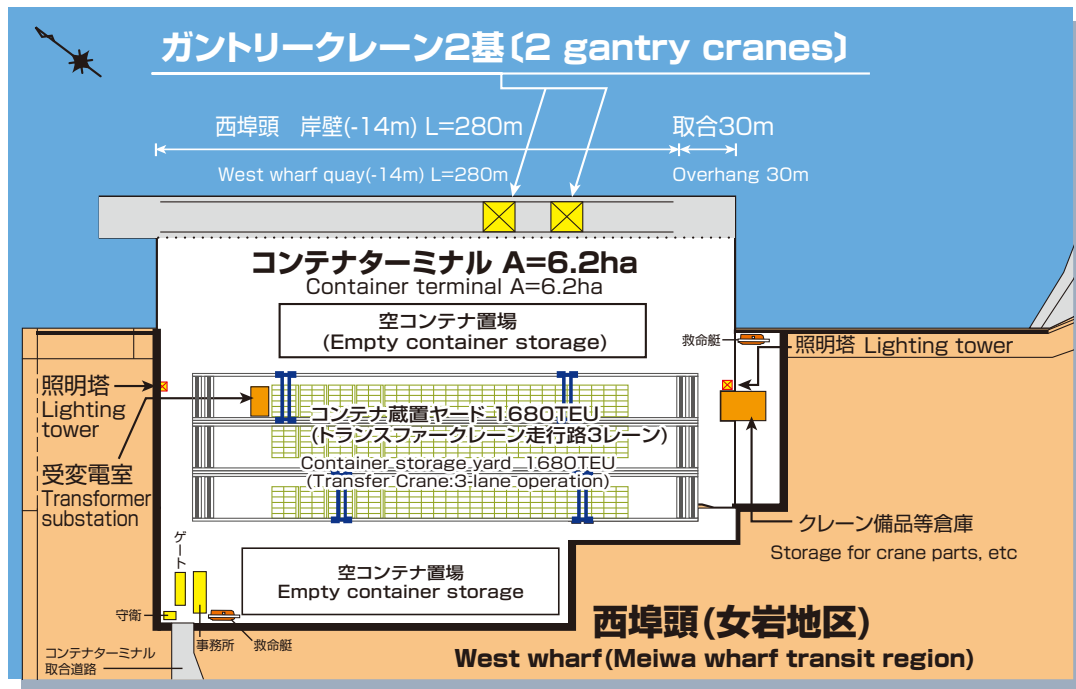 ガントリークレーン2基〔2 gantry cranes〕
西埠頭 岸壁(-14m) L=280m
取合30m
West wharf quay(-14m) L=280m
Overhang 30m
コンテナターミナル A=6.2ha
Container terminal A=6.2ha
空コンテナ置場
(Empty container storage)
救命艇
照明塔 Lighting tower
照明塔
Lighting
tower
受変電室
Transformer
substation
コンテナ蔵置ヤード 1680TEU
(トランスファークレーン走行路3レーン)
Container storage yard 1680TEU
(Transfer Crane:3-lane operation)
クレーン備品等倉庫
Storage for crane parts, etc
ゲート
空コンテナ置場
Empty container storage
守衛
事務所
救命艇
コンテナターミナル
取合道路
西埠頭(女岩地区)
West wharf(Meiwa wharf transit region)